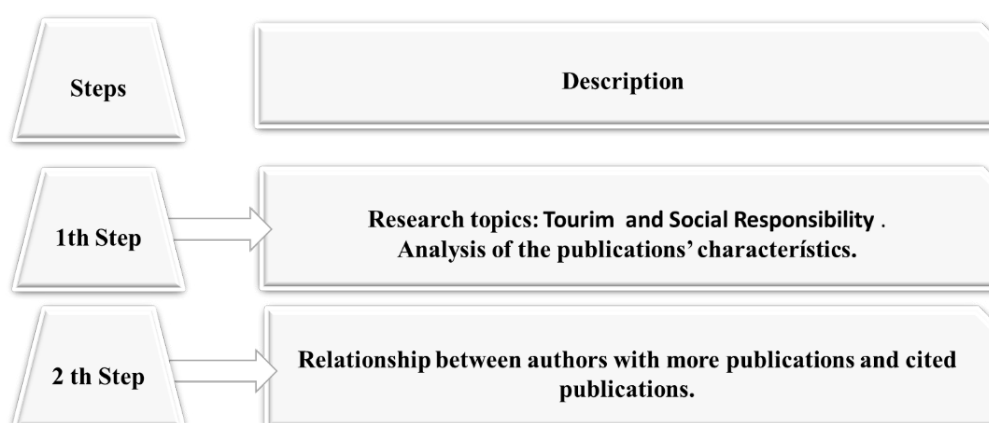 Steps
Description
1th Step
Research topics: Tourim and Social Responsibility .
Analysis of the publications’ característics.
2 th Step
Relationship between authors with more publications and cited
publications.